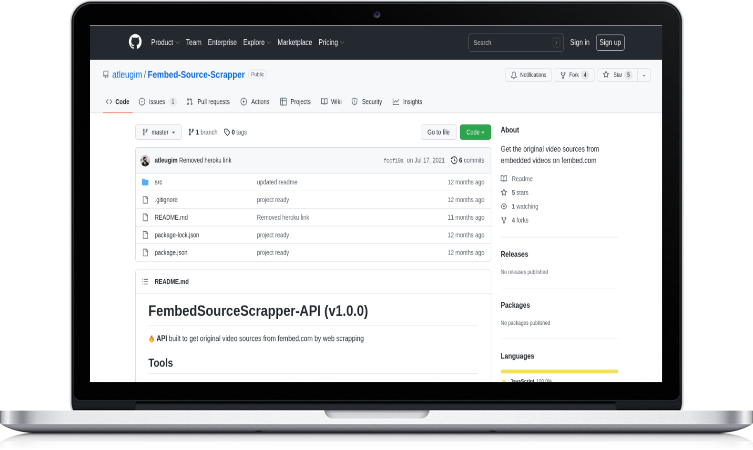 Product Team Enterprise Explore Marketplace Pricing Search / Sign in Sign up
atleugim / Fembed-Source-Scrapper Public Notifications Fork 4 Star 5
Code Issues 1 Pull requests Actions Projects Wiki Security Insights
master 1 branch 0 tags Go to file Code
atleugim Removed heroku link on Jul 17, 2021 6 commits
src updated readme 12 months ago
.gitignore project ready 12 months ago
README.md Removed heroku link 11 months ago
package-lock.json project ready 12 months ago
package.json project ready 12 months ago
README.md
FembedSourceScrapper-API (v1.0.0)
🔥 API built to get original video sources from fembed.com by web scrapping
Tools
About
Get the original video sources from
embedded videos on fembed.com
Readme
5 stars
1 watching
4 forks
Releases
No releases published
Packages
No packages published
Languages
JavaScript 100.0%